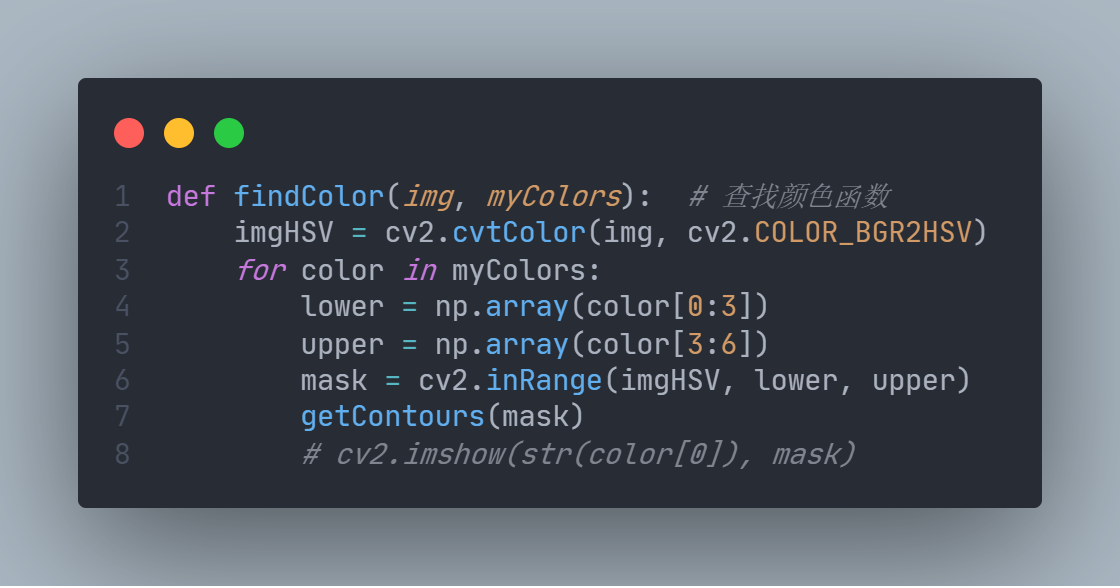 1 def findColor(img, myColors):  # 查找颜色函数
2     imgHSV = cv2.cvtColor(img, cv2.COLOR_BGR2HSV)
3     for color in myColors:
4         lower = np.array(color[0:3])
5         upper = np.array(color[3:6])
6         mask = cv2.inRange(imgHSV, lower, upper)
7         getContours(mask)
8         # cv2.imshow(str(color[0]), mask)